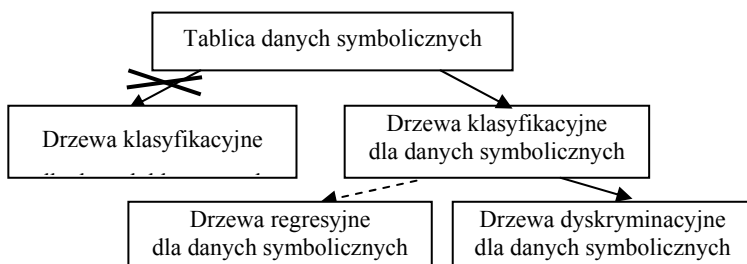 Tablica danych symbolicznych
Drzewa klasyfikacyjne
Drzewa klasyfikacyjne
dla danych symbolicznych
Drzewa regresyjne
dla danych symbolicznych
Drzewa dyskryminacyjne
dla danych symbolicznych